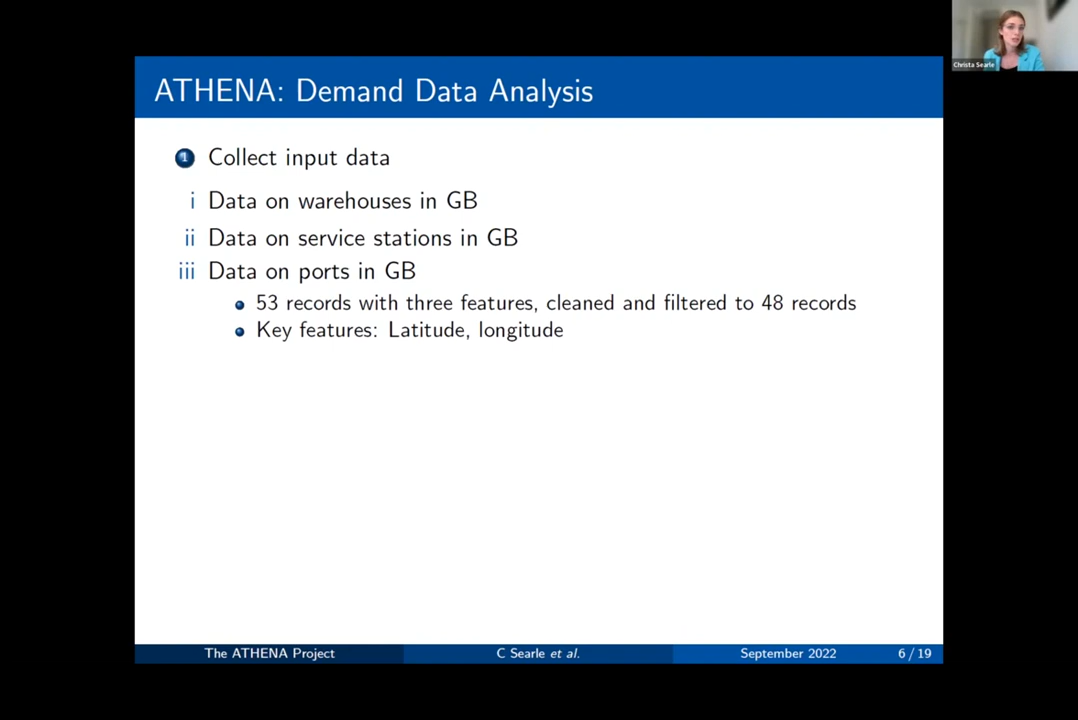 Christa Searle
ATHENA: Demand Data Analysis
1 Collect input data
i Data on warehouses in GB
ii Data on service stations in GB
iii Data on ports in GB
53 records with three features, cleaned and filtered to 48 records
Key features: Latitude, longitude
The ATHENA Project C Searle et al. September 2022 6 / 19